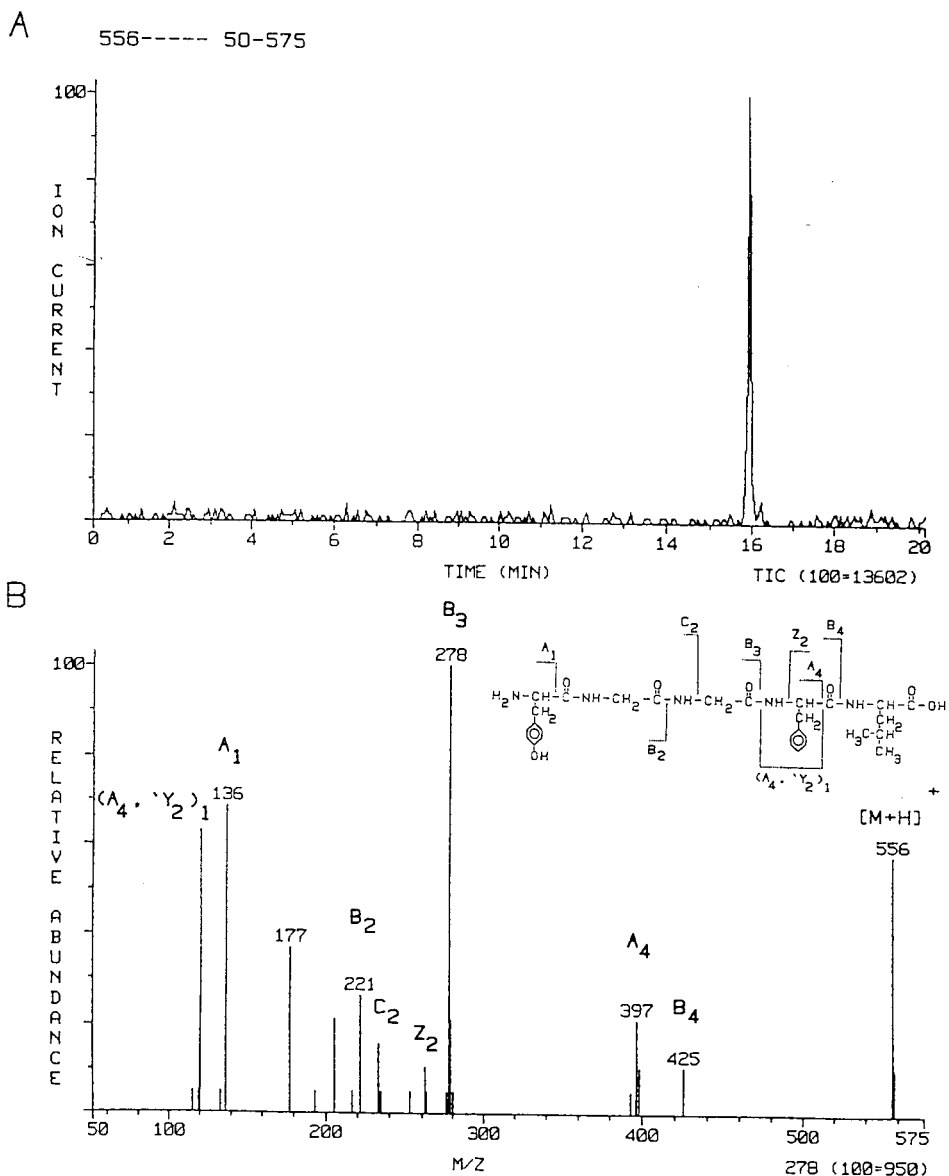 A
556----- 50-575
100
ION CURRENT
0 2 4 6 8 10 12 14 16 18 20
TIME (MIN)
TIC (100=13602)
B
100
RELATIVE ABUNDANCE
(A4, `Y2)1
A1
136
177
B2
221
C2
Z2
B3
278
A4
397
B4
425
[M+H]+
556
A1
C2
B3
Z2
A4
B4
H2N-CH-C-NH-CH2-C-NH-CH2-C-NH-CH-C-NH-CH-C-OH
O O O O O
CH2 CH2 CH2
OH
B2
H3C-CH
CH3
(A4, `Y2)1
50 100 200 300 400 500 575
M/Z
278 (100=950)